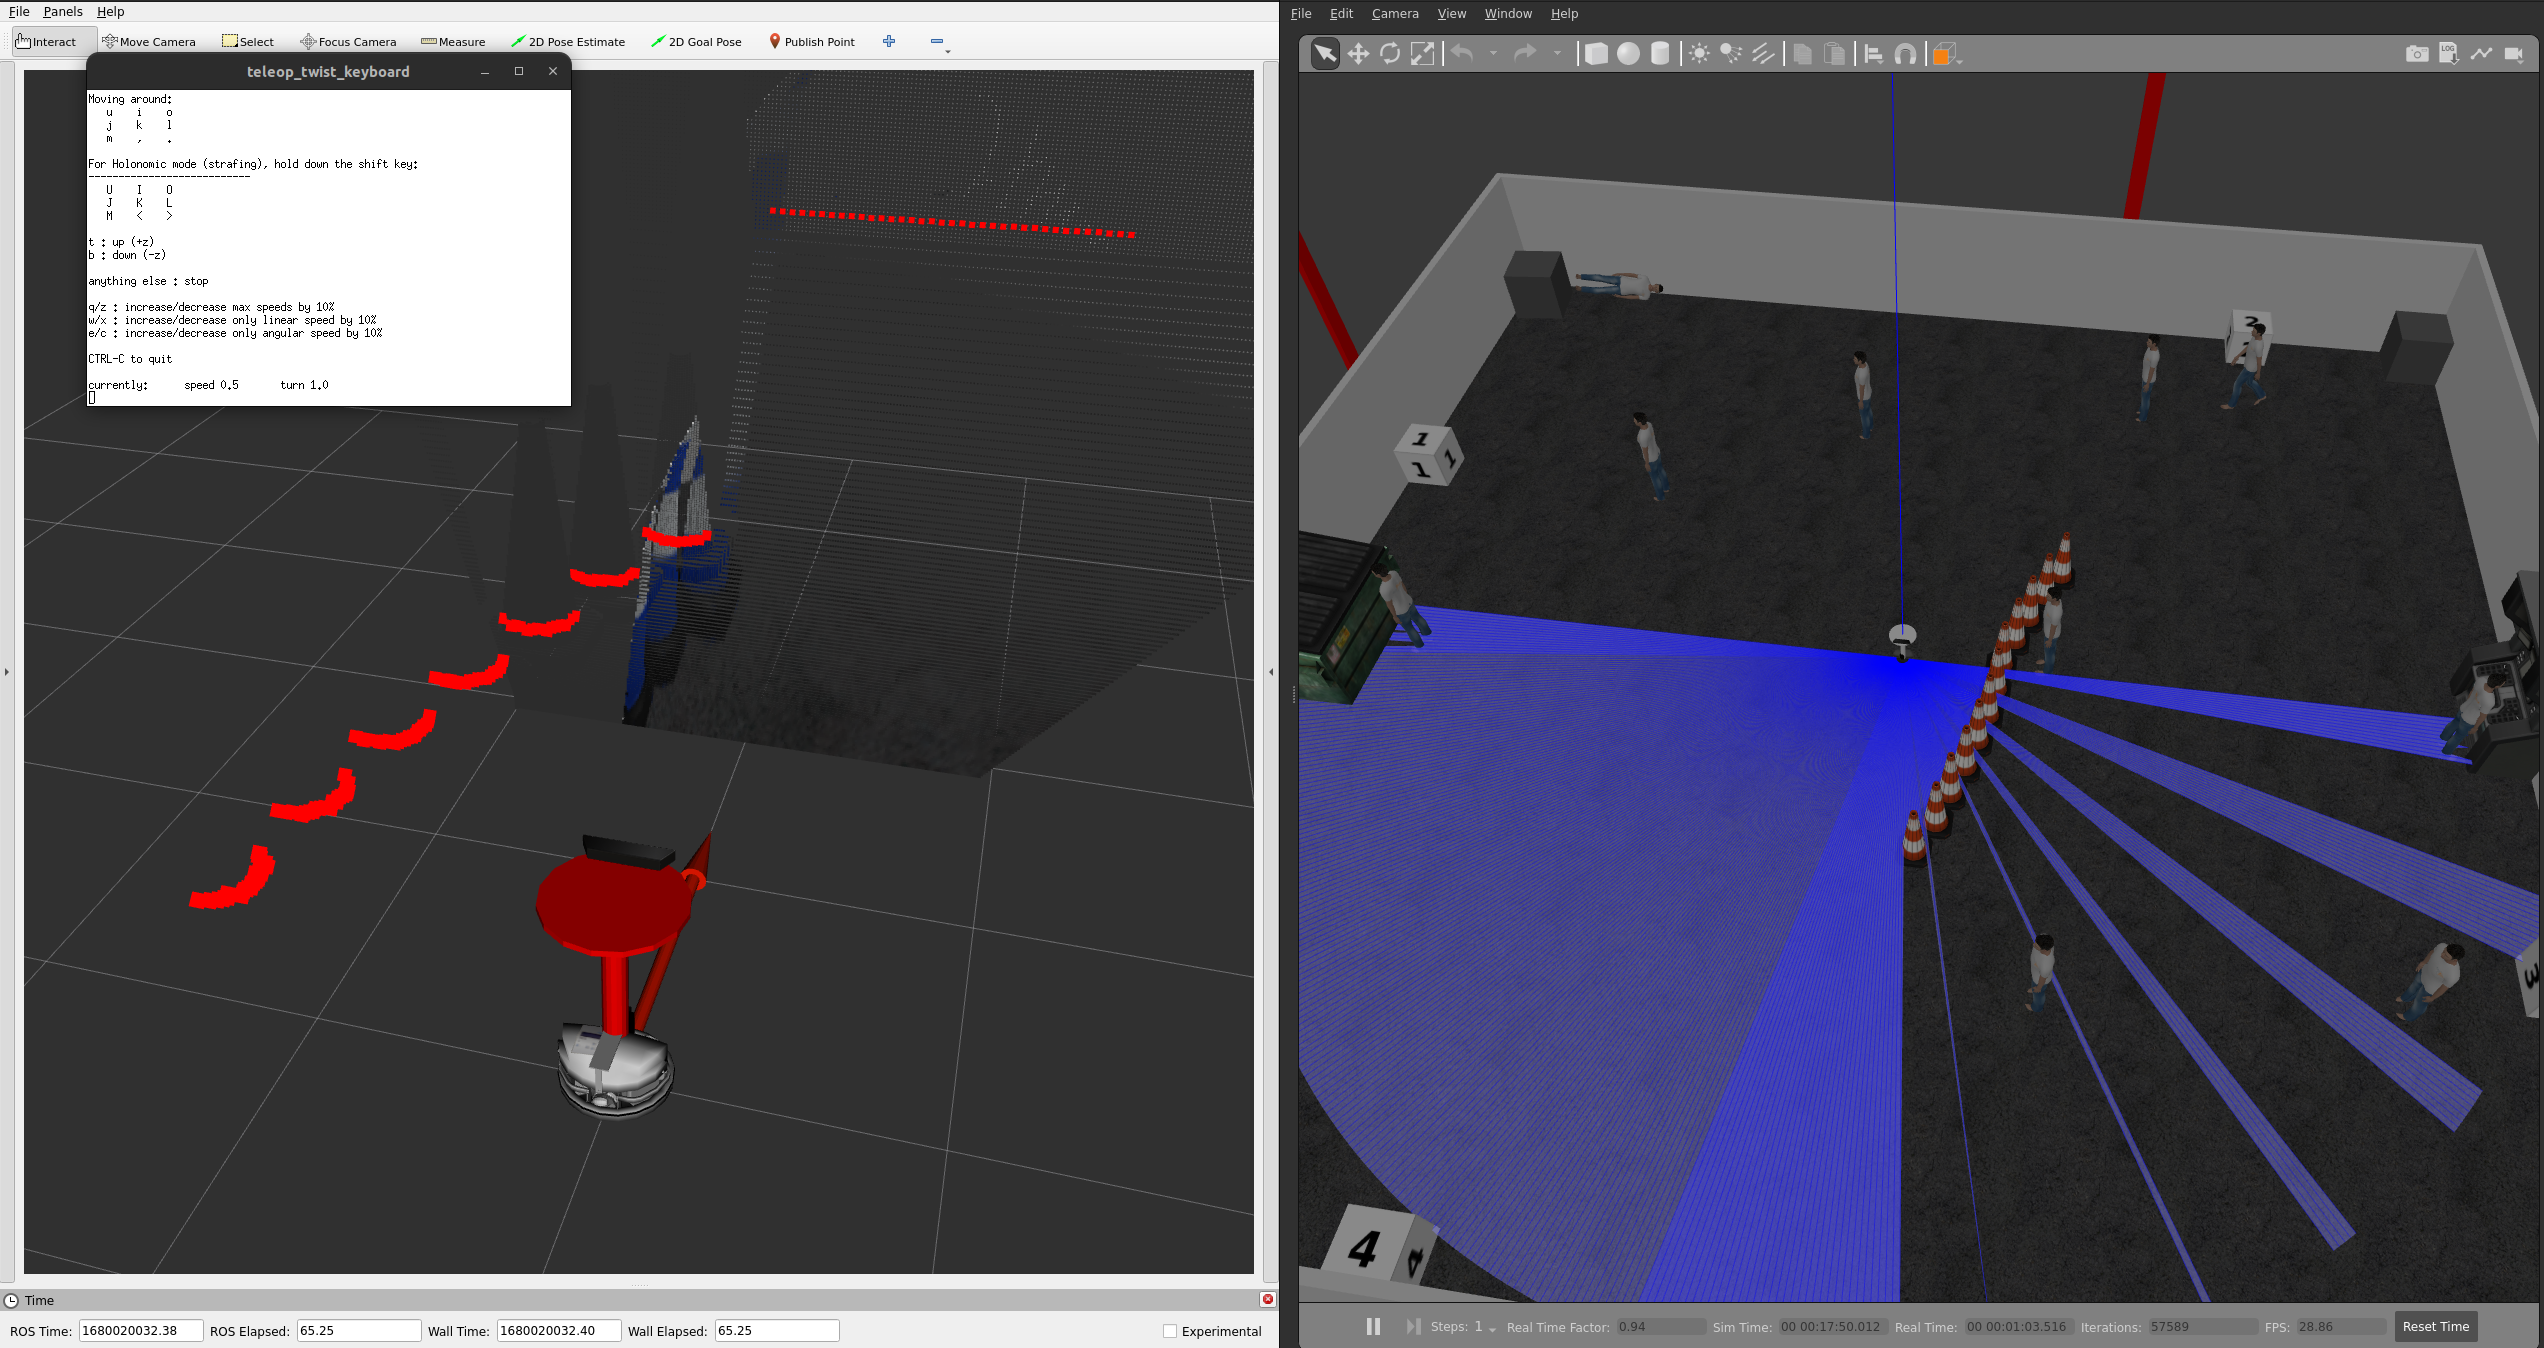 File Panels Help
Interact Move Camera Select Focus Camera Measure 2D Pose Estimate 2D Goal Pose Publish Point
teleop_twist_keyboard
Moving around:
u i o
j k l
m , .
For Holonomic mode (strafing), hold down the shift key:
---------------------------
U I O
J K L
M < >
t : up (+z)
b : down (-z)
anything else : stop
q/z : increase/decrease max speeds by 10%
w/x : increase/decrease only linear speed by 10%
e/c : increase/decrease only angular speed by 10%
CTRL-C to quit
currently: speed 0.5 turn 1.0
Time
ROS Time: 1680020032.38 ROS Elapsed: 65.25 Wall Time: 1680020032.40 Wall Elapsed: 65.25 Experimental
File Edit Camera View Window Help
LOG
2
1
1 1
3
4 4
Steps: 1 Real Time Factor: 0.94 Sim Time: 00 00:17:50.012 Real Time: 00 00:01:03.516 Iterations: 57589 FPS: 28.86 Reset Time